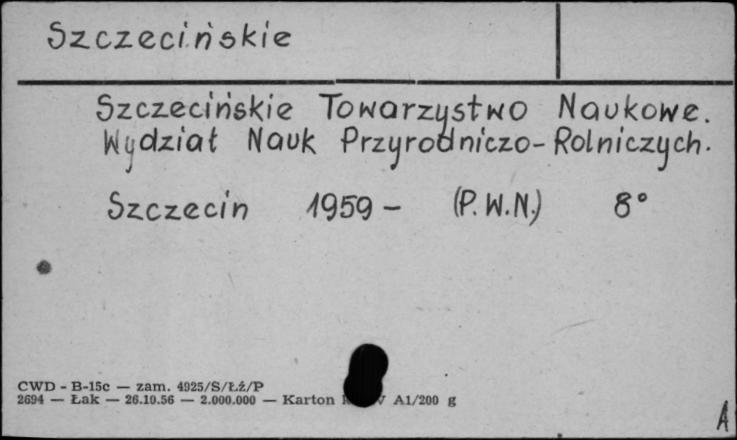 Szczecińskie
Szczecińskie Towarzystwo Naukowe.
Wydział Nauk Przyrodniczo-Rolniczych.
Szczecin 1959 - (P.W.N.) 8°
CWD - B-15c — zam. 4925/S/Łź/P
2694 — Łak — 26.10.56 — 2.000.000 — Karton A1/200 g
A